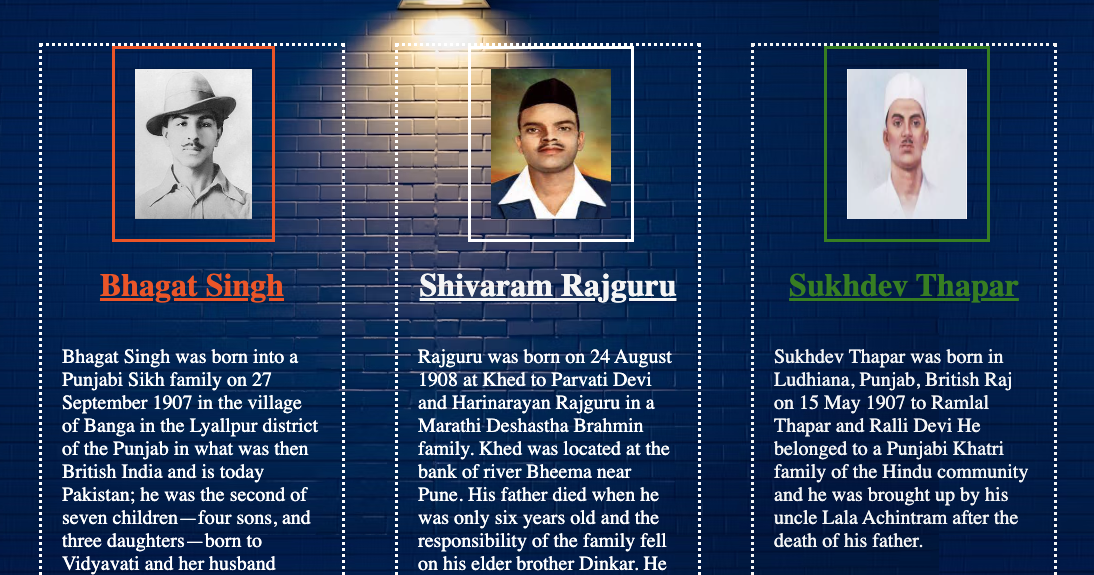 Bhagat Singh
Bhagat Singh was born into a
Punjabi Sikh family on 27
September 1907 in the village
of Banga in the Lyallpur district
of the Punjab in what was then
British India and is today
Pakistan; he was the second of
seven children—four sons, and
three daughters—born to
Vidyavati and her husband
Shivaram Rajguru
Rajguru was born on 24 August
1908 at Khed to Parvati Devi
and Harinarayan Rajguru in a
Marathi Deshastha Brahmin
family. Khed was located at the
bank of river Bheema near
Pune. His father died when he
was only six years old and the
responsibility of the family fell
on his elder brother Dinkar. He
Sukhdev Thapar
Sukhdev Thapar was born in
Ludhiana, Punjab, British Raj
on 15 May 1907 to Ramlal
Thapar and Ralli Devi He
belonged to a Punjabi Khatri
family of the Hindu community
and he was brought up by his
uncle Lala Achintram after the
death of his father.